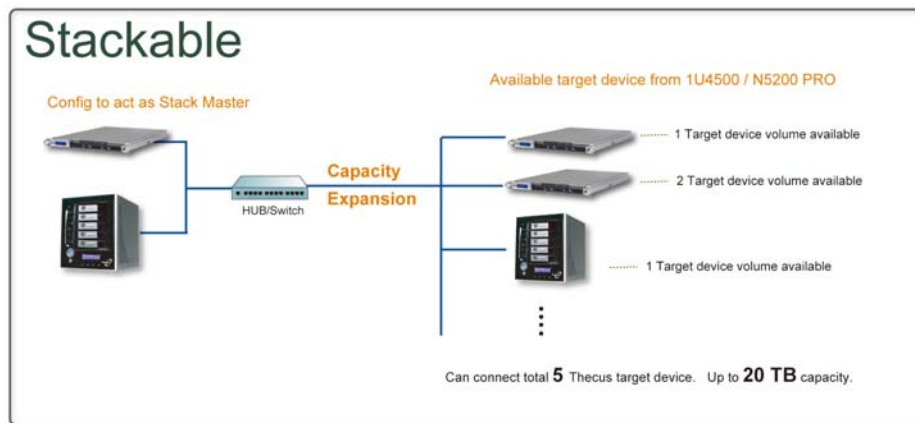 Stackable
Config to act as Stack Master
Available target device from 1U4500 / N5200 PRO
1 Target device volume available
Capacity
2 Target device volume available
Expansion
HUB/Switch
1 Target device volume available
Can connect total 5 Thecus target device. Up to 20 TB capacity.